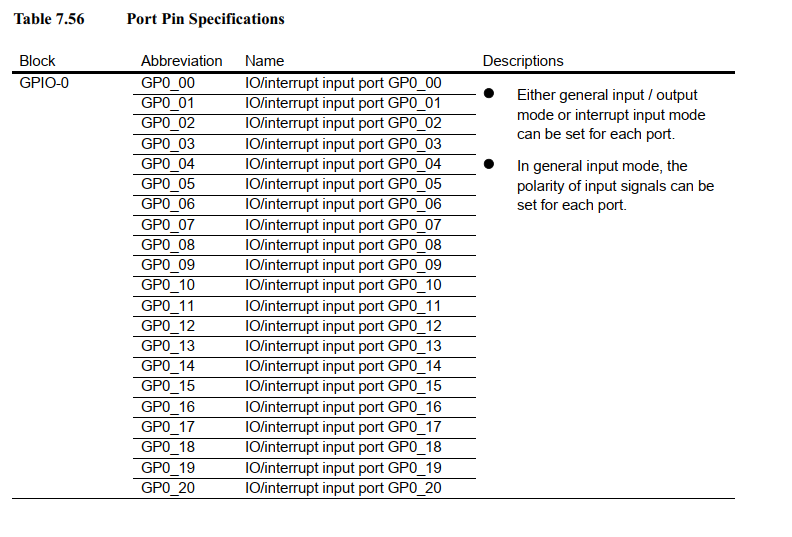 Table 7.56 Port Pin Specifications
Block Abbreviation Name Descriptions
GPIO-0 GP0_00 IO/interrupt input port GP0_00
GP0_01 IO/interrupt input port GP0_01
GP0_02 IO/interrupt input port GP0_02
GP0_03 IO/interrupt input port GP0_03
GP0_04 IO/interrupt input port GP0_04
GP0_05 IO/interrupt input port GP0_05
GP0_06 IO/interrupt input port GP0_06
GP0_07 IO/interrupt input port GP0_07
GP0_08 IO/interrupt input port GP0_08
GP0_09 IO/interrupt input port GP0_09
GP0_10 IO/interrupt input port GP0_10
GP0_11 IO/interrupt input port GP0_11
GP0_12 IO/interrupt input port GP0_12
GP0_13 IO/interrupt input port GP0_13
GP0_14 IO/interrupt input port GP0_14
GP0_15 IO/interrupt input port GP0_15
GP0_16 IO/interrupt input port GP0_16
GP0_17 IO/interrupt input port GP0_17
GP0_18 IO/interrupt input port GP0_18
GP0_19 IO/interrupt input port GP0_19
GP0_20 IO/interrupt input port GP0_20
● Either general input / output
mode or interrupt input mode
can be set for each port.
● In general input mode, the
polarity of input signals can be
set for each port.